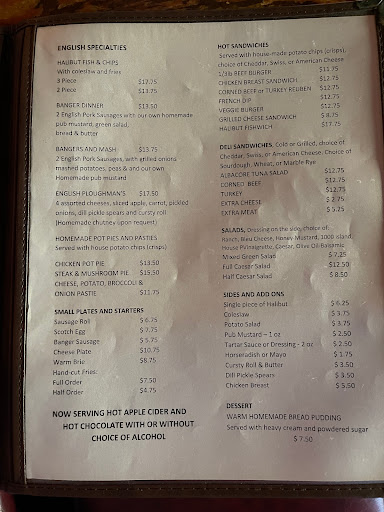 ENGLISH SPECIALTIES
HALIBUT FISH & CHIPS
With coleslaw and fries
3 Piece $17.75
2 Piece $13.75
BANGER DINNER $13.50
2 English Pork Sausages with our own homemade
pub mustard, green salad,
bread & butter
BANGERS AND MASH $13.75
2 English Pork Sausages, with grilled onions
mashed potatoes, peas & and our own
Homemade pub mustard
ENGLISH PLOUGHMAN'S $17.50
4 assorted cheeses, sliced apple, carrot, pickled
onions, dill pickle spears and cursty roll
(Homemade chutney upon request)
HOMEMADE POT PIES AND PASTIES
Served with house potato chips (crisps)
CHICKEN POT PIE $13.50
STEAK & MUSHROOM PIE $15.50
CHEESE, POTATO, BROCCOLI &
ONION PASTIE $11.75
SMALL PLATES AND STARTERS
Sausage Roll $ 6.75
Scotch Egg $ 7.75
Banger Sausage $ 5.75
Cheese Plate $10.75
Warm Brie $8.75
Hand-cut Fries:
Full Order $7.50
Half Order $4.75
NOW SERVING HOT APPLE CIDER AND
HOT CHOCOLATE WITH OR WITHOUT
CHOICE OF ALCOHOL
HOT SANDWICHES
Served with house-made potato chips (crisps),
choice of Cheddar, Swiss, or American Cheese
1/3lb BEEF BURGER $11.75
CHICKEN BREAST SANDWICH $12.75
CORNED BEEF or TURKEY REUBEN $12.75
FRENCH DIP $12.75
VEGGIE BURGER $12.75
GRILLED CHEESE SANDWICH $ 8.75
HALIBUT FISHWICH $17.75
DELI SANDWICHES, Cold or Grilled, choice of
Cheddar, Swiss, or American Cheese, Choice of
Sourdough, Wheat, or Marble Rye
ALBACORE TUNA SALAD $12.75
CORNED BEEF $12.75
TURKEY $12.75
EXTRA CHEESE $ 2.75
EXTRA MEAT $ 5.25
SALADS, Dressing on the side, choice of
Ranch, Bleu Cheese, Honey Mustard, 1000 Island,
House Vinaigrette, Caesar, Olive Oil-Balsamic
Mixed Green Salad $ 7.25
Full Caesar Salad $12.50
Half Caesar Salad $ 8.50
SIDES AND ADD ONS
Single piece of Halibut $ 6.25
Coleslaw $ 3.75
Potato Salad $ 3.75
Pub Mustard – 1 oz $ 2.50
Tartar Sauce or Dressing - 2 oz $ 2.50
Horseradish or Mayo $ 1.75
Cursty Roll & Butter $ 3.50
Dill Pickle Spears $ 3.50
Chicken Breast $ 5.50
DESSERT
WARM HOMEMADE BREAD PUDDING
Served with heavy cream and powdered sugar
$ 7.50